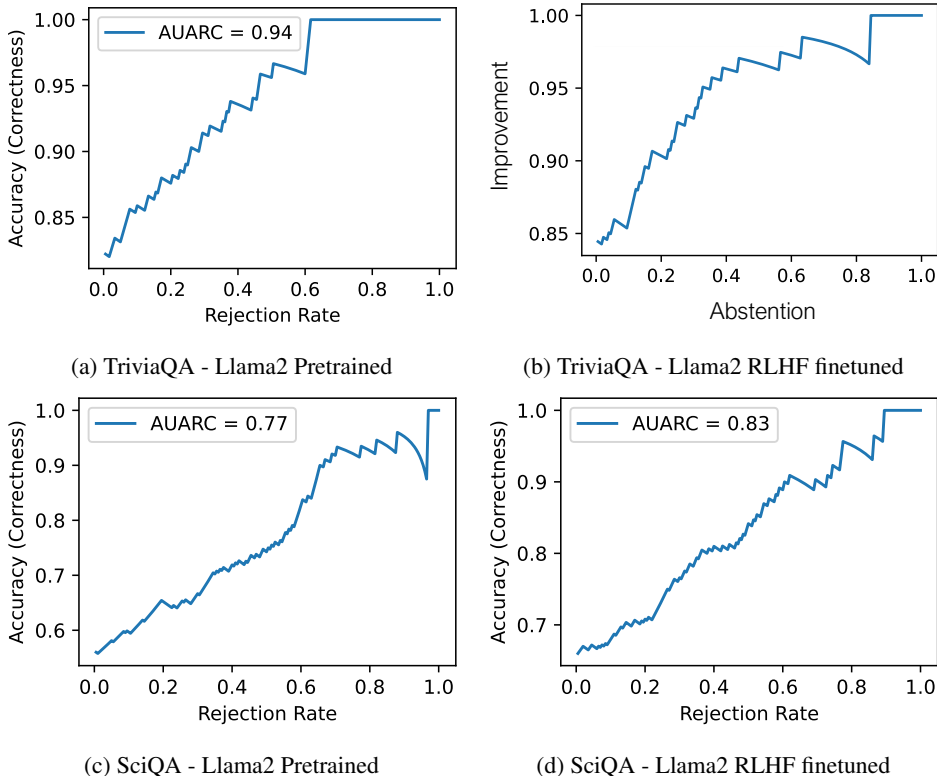 1.00
0.95
0.90
0.85
Accuracy (Correctness)
AUARC = 0.94
0.0 0.2 0.4 0.6 0.8 1.0
Rejection Rate
(a) TriviaQA - Llama2 Pretrained
1.00
0.95
0.90
0.85
Improvement
0.0 0.2 0.4 0.6 0.8 1.0
Abstention
(b) TriviaQA - Llama2 RLHF finetuned
1.0
0.9
0.8
0.7
0.6
Accuracy (Correctness)
AUARC = 0.77
0.0 0.2 0.4 0.6 0.8 1.0
Rejection Rate
(c) SciQA - Llama2 Pretrained
1.0
0.9
0.8
0.7
Accuracy (Correctness)
AUARC = 0.83
0.0 0.2 0.4 0.6 0.8 1.0
Rejection Rate
(d) SciQA - Llama2 RLHF finetuned